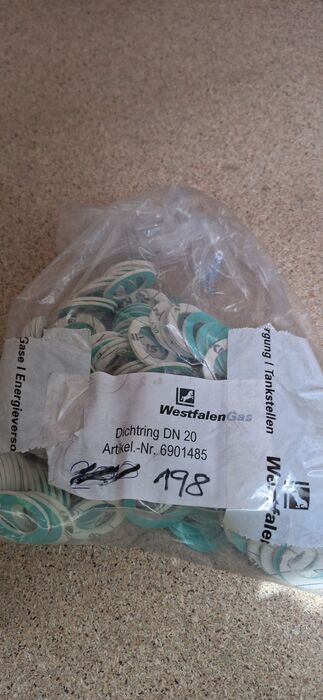 WestfalenGas
Dichtring DN 20
Artikel.-Nr. 6901485
198
Gase | Energieverso
rgung | Tankstellen
Westfalen